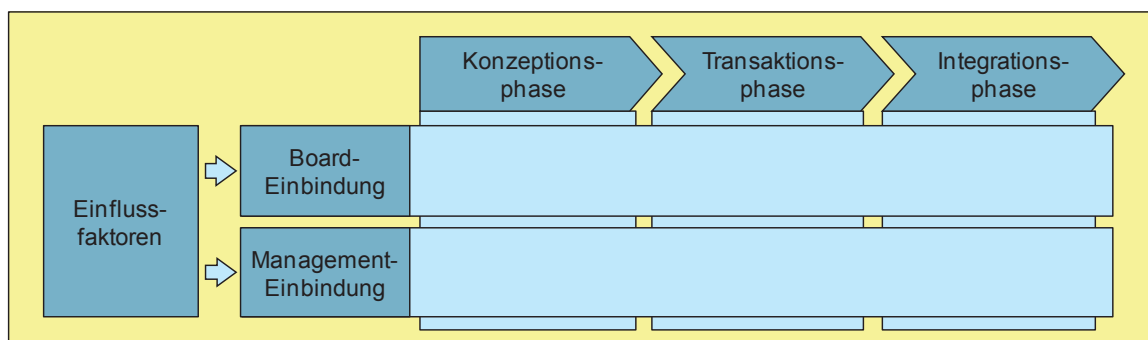 Konzeptions-
phase
Transaktions-
phase
Integrations-
phase
Einfluss-
faktoren
Board-
Einbindung
Management-
Einbindung